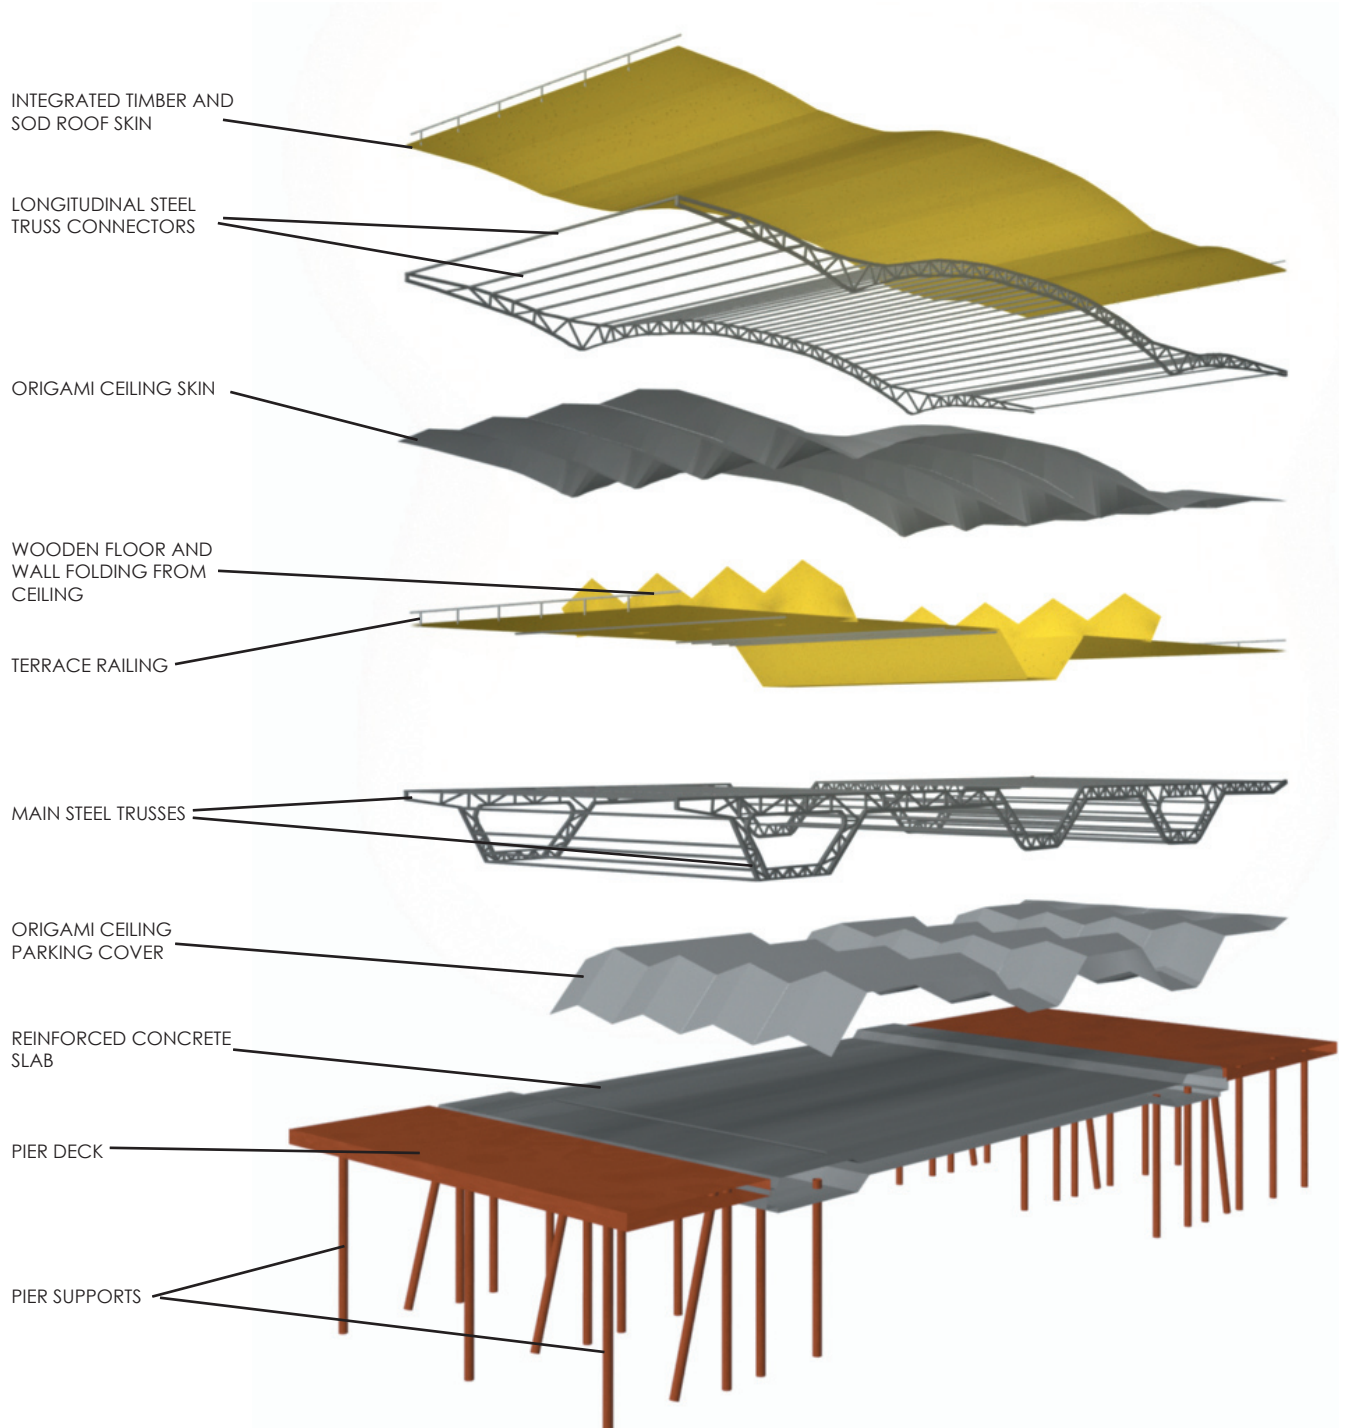 INTEGRATED TIMBER AND
SOD ROOF SKIN
LONGITUDINAL STEEL
TRUSS CONNECTORS
ORIGAMI CEILING SKIN
WOODEN FLOOR AND
WALL FOLDING FROM
CEILING
TERRACE RAILING
MAIN STEEL TRUSSES
ORIGAMI CEILING
PARKING COVER
REINFORCED CONCRETE
SLAB
PIER DECK
PIER SUPPORTS